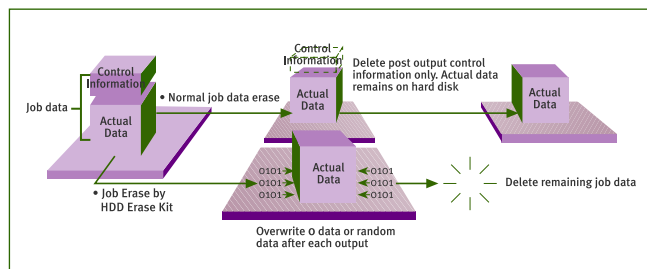 Control
Information
Job data
Actual
Data
• Normal job data erase
• Job Erase by
HDD Erase Kit
Control
Information
Actual
Data
Delete post output control
information only. Actual data
remains on hard disk
Actual
Data
Actual
Data
0101
0101
0101
0101
0101
0101
Overwrite 0 data or random
data after each output
Delete remaining job data